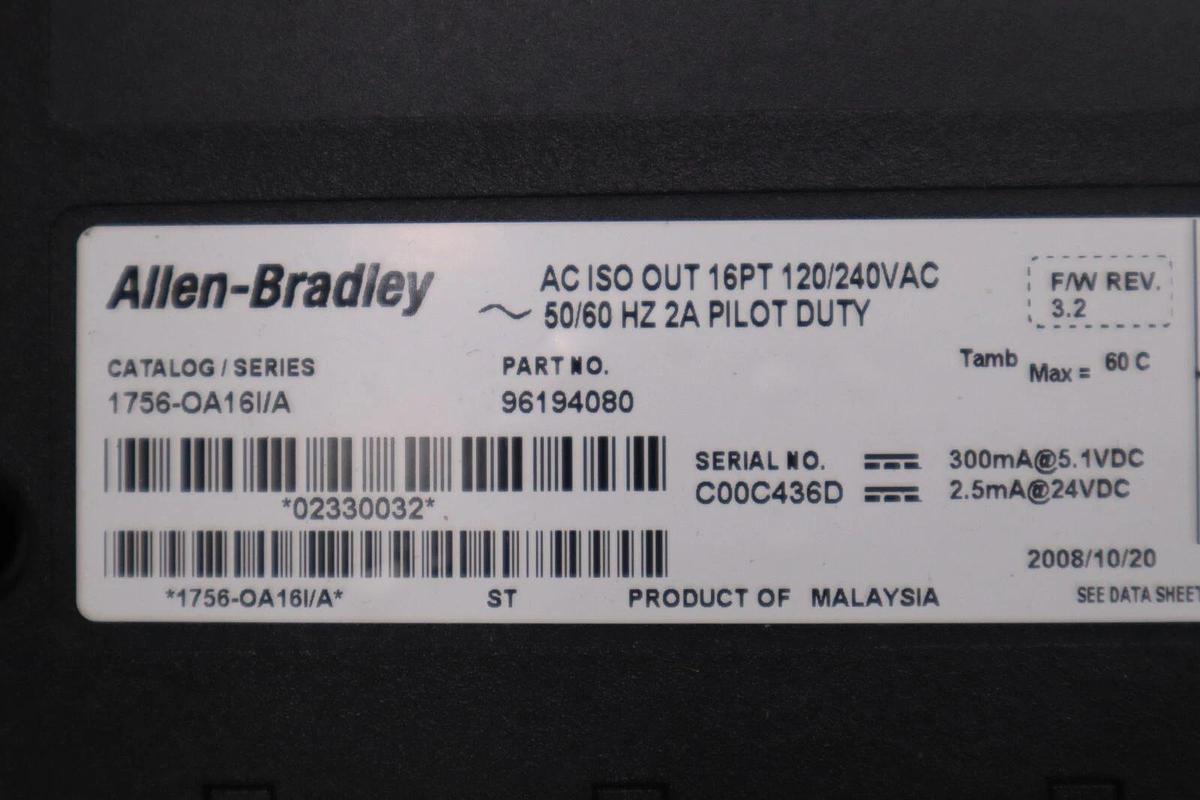 Allen-Bradley
AC ISO OUT 16PT 120/240VAC
50/60 HZ 2A PILOT DUTY
F/W REV.
3.2
CATALOG / SERIES
1756-OA16I/A
PART NO.
96194080
Tamb Max = 60 C
*02330032*
SERIAL NO.
C00C436D
300mA@5.1VDC
2.5mA@24VDC
*1756-OA16I/A*
ST
PRODUCT OF MALAYSIA
2008/10/20
SEE DATA SHEET